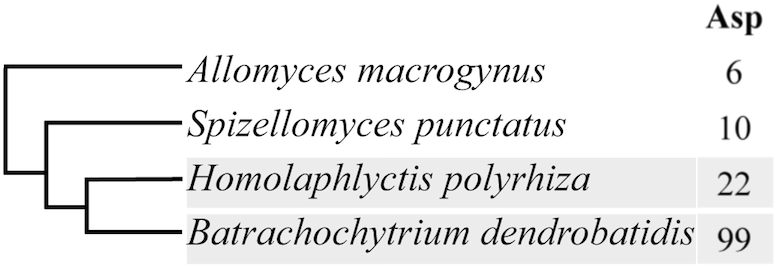 Asp
Allomyces macrogynus 6
Spizellomyces punctatus 10
Homolaphlyctis polyrhiza 22
Batrachochytrium dendrobatidis 99